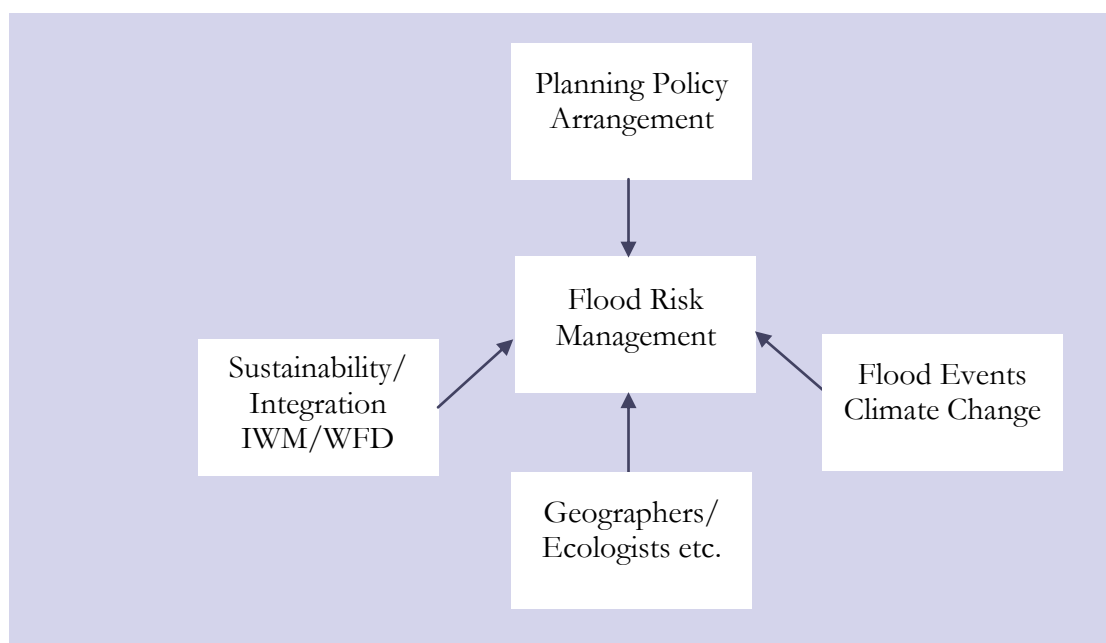 Planning Policy
Arrangement
Flood Risk
Management
Sustainability/
Integration
IWM/WFD
Flood Events
Climate Change
Geographers/
Ecologists etc.